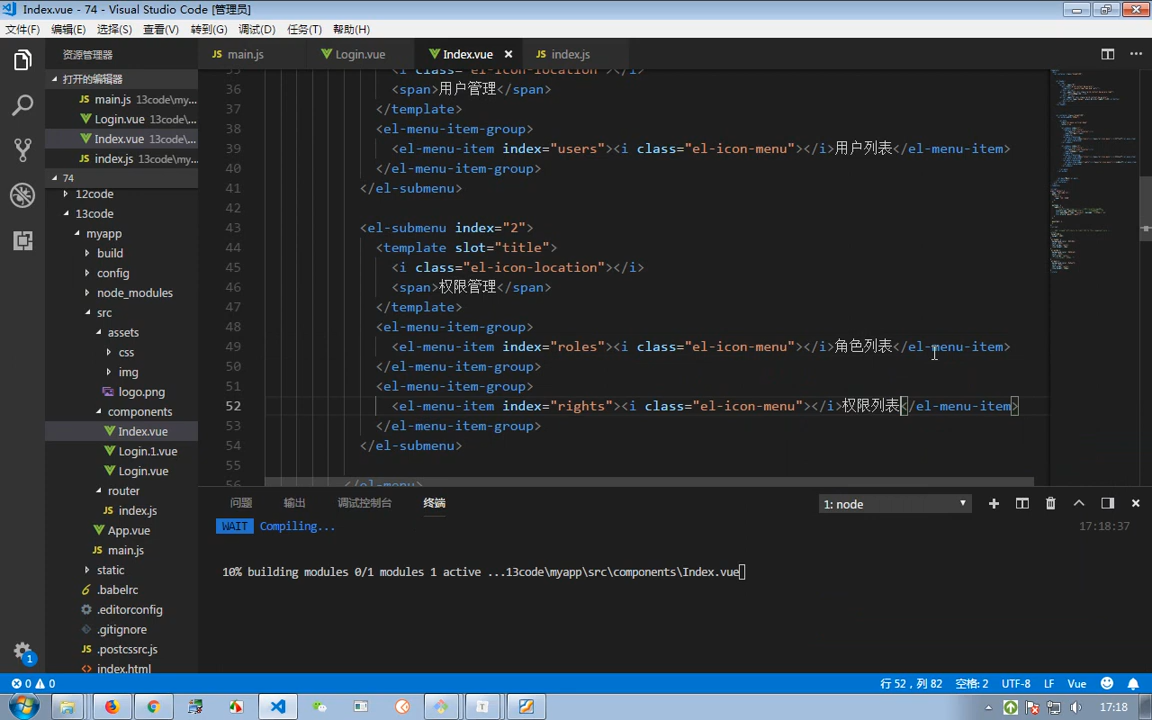 Index.vue - 74 - Visual Studio Code [管理员]
文件(F) 编辑(E) 选择(S) 查看(V) 转到(G) 调试(D) 任务(T) 帮助(H)
资源管理器
打开的编辑器
main.js 13code\my...
Login.vue 13code\...
Index.vue 13code\...
index.js 13code\my...
74
12code
13code
myapp
build
config
node_modules
src
assets
css
img
logo.png
components
Index.vue
Login.1.vue
Login.vue
router
index.js
App.vue
main.js
static
.babelrc
.editorconfig
.gitignore
.postcssrc.js
index.html
main.js Login.vue Index.vue index.js
35 <i class="el-icon-location"></i>
36 <span>用户管理</span>
37 </template>
38 <el-menu-item-group>
39 <el-menu-item index="users"><i class="el-icon-menu"></i>用户列表</el-menu-item>
40 </el-menu-item-group>
41 </el-submenu>
42
43 <el-submenu index="2">
44 <template slot="title">
45 <i class="el-icon-location"></i>
46 <span>权限管理</span>
47 </template>
48 <el-menu-item-group>
49 <el-menu-item index="roles"><i class="el-icon-menu"></i>角色列表</el-menu-item>
50 </el-menu-item-group>
51 <el-menu-item-group>
52 <el-menu-item index="rights"><i class="el-icon-menu"></i>权限列表</el-menu-item>
53 </el-menu-item-group>
54 </el-submenu>
55
56 </el-menu>
问题 输出 调试控制台 终端 1: node
WAIT Compiling... 17:18:37
10% building modules 0/1 modules 1 active ...13code\myapp\src\components\Index.vue
1
0 0 行 52，列 82 空格: 2 UTF-8 LF Vue
17:18